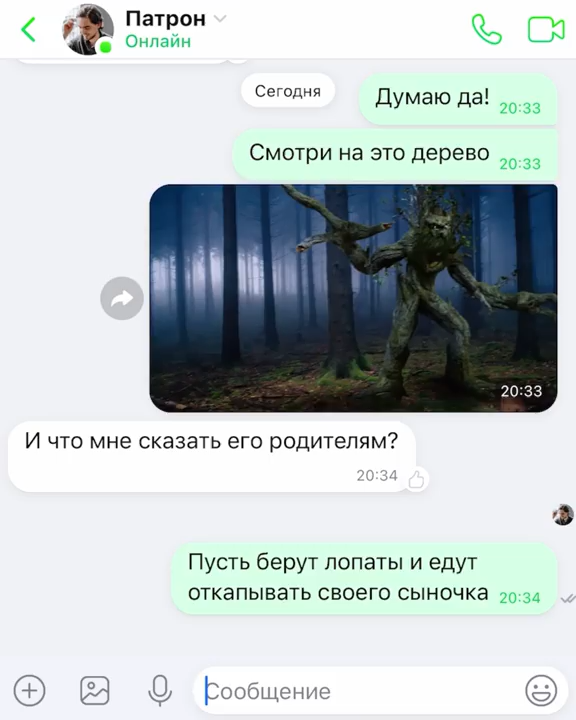 Патрон
Онлайн
Сегодня
Думаю да! 20:33
Смотри на это дерево 20:33
20:33
И что мне сказать его родителям?
20:34
Пусть берут лопаты и едут
откапывать своего сыночка 20:34
Сообщение